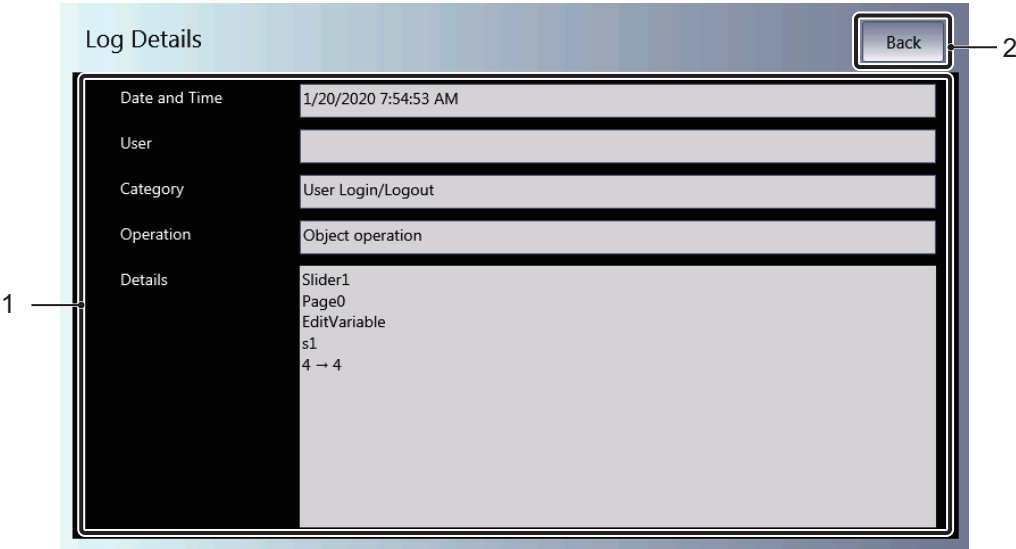 Log Details
Back
2
Date and Time 1/20/2020 7:54:53 AM
User
Category User Login/Logout
Operation Object operation
Details Slider1
Page0
1
EditVariable
s1
4 → 4